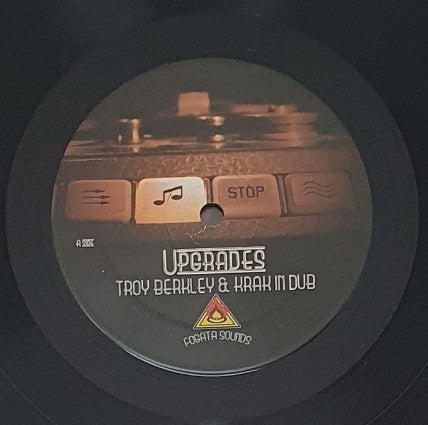 STOP
A SIDE
UPGRADES
TROY BERKLEY & KRAK IN DUB
FOGATA SOUNDS